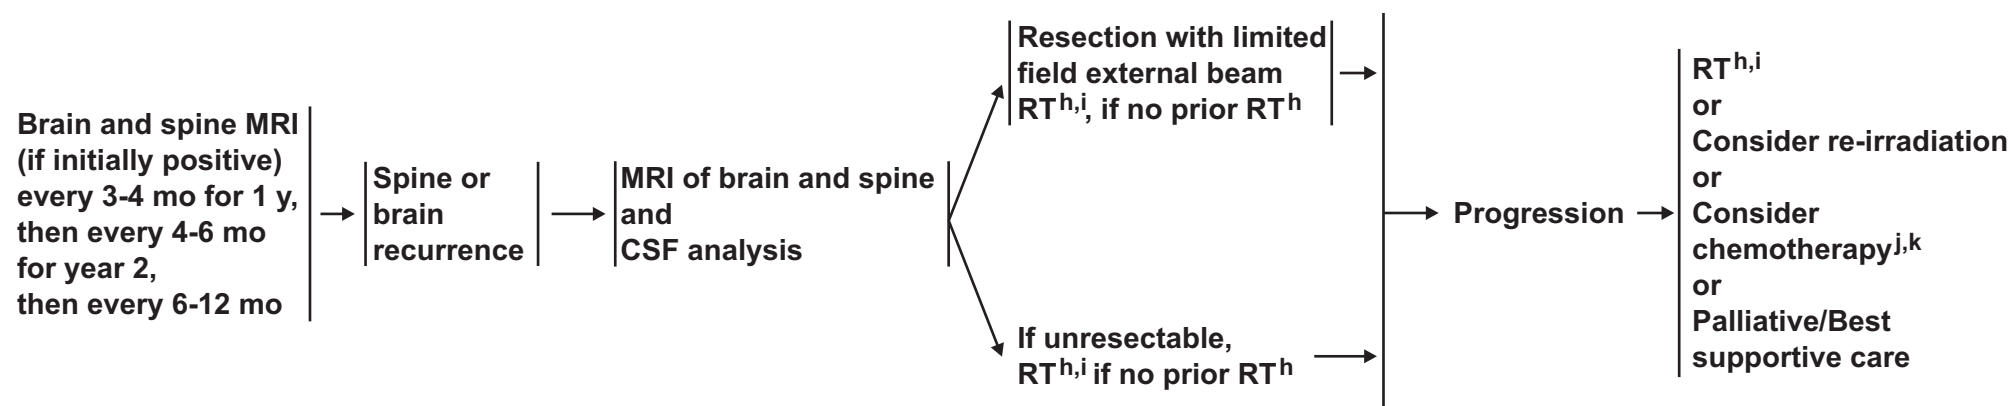 Brain and spine MRI
(if initially positive)
every 3-4 mo for 1 y,
then every 4-6 mo
for year 2,
then every 6-12 mo
Spine or
brain
recurrence
MRI of brain and spine
and
CSF analysis
Resection with limited
field external beam
RTh,i, if no prior RTh
If unresectable,
RTh,i if no prior RTh
Progression
RTh,i
or
Consider re-irradiation
or
Consider
chemotherapyj,k
or
Palliative/Best
supportive care